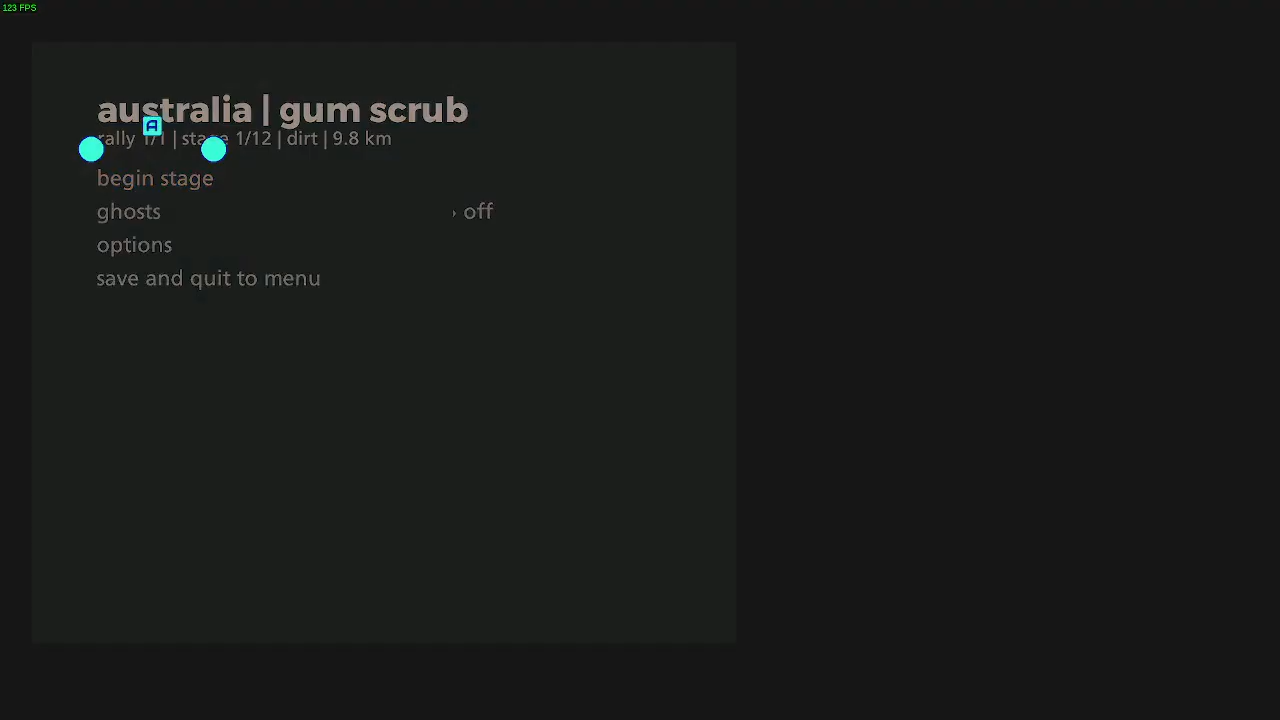 123 FPS
australia | gum scrub
A
rally 1/1 | stage 1/12 | dirt | 9.8 km
begin stage
ghosts › off
options
save and quit to menu